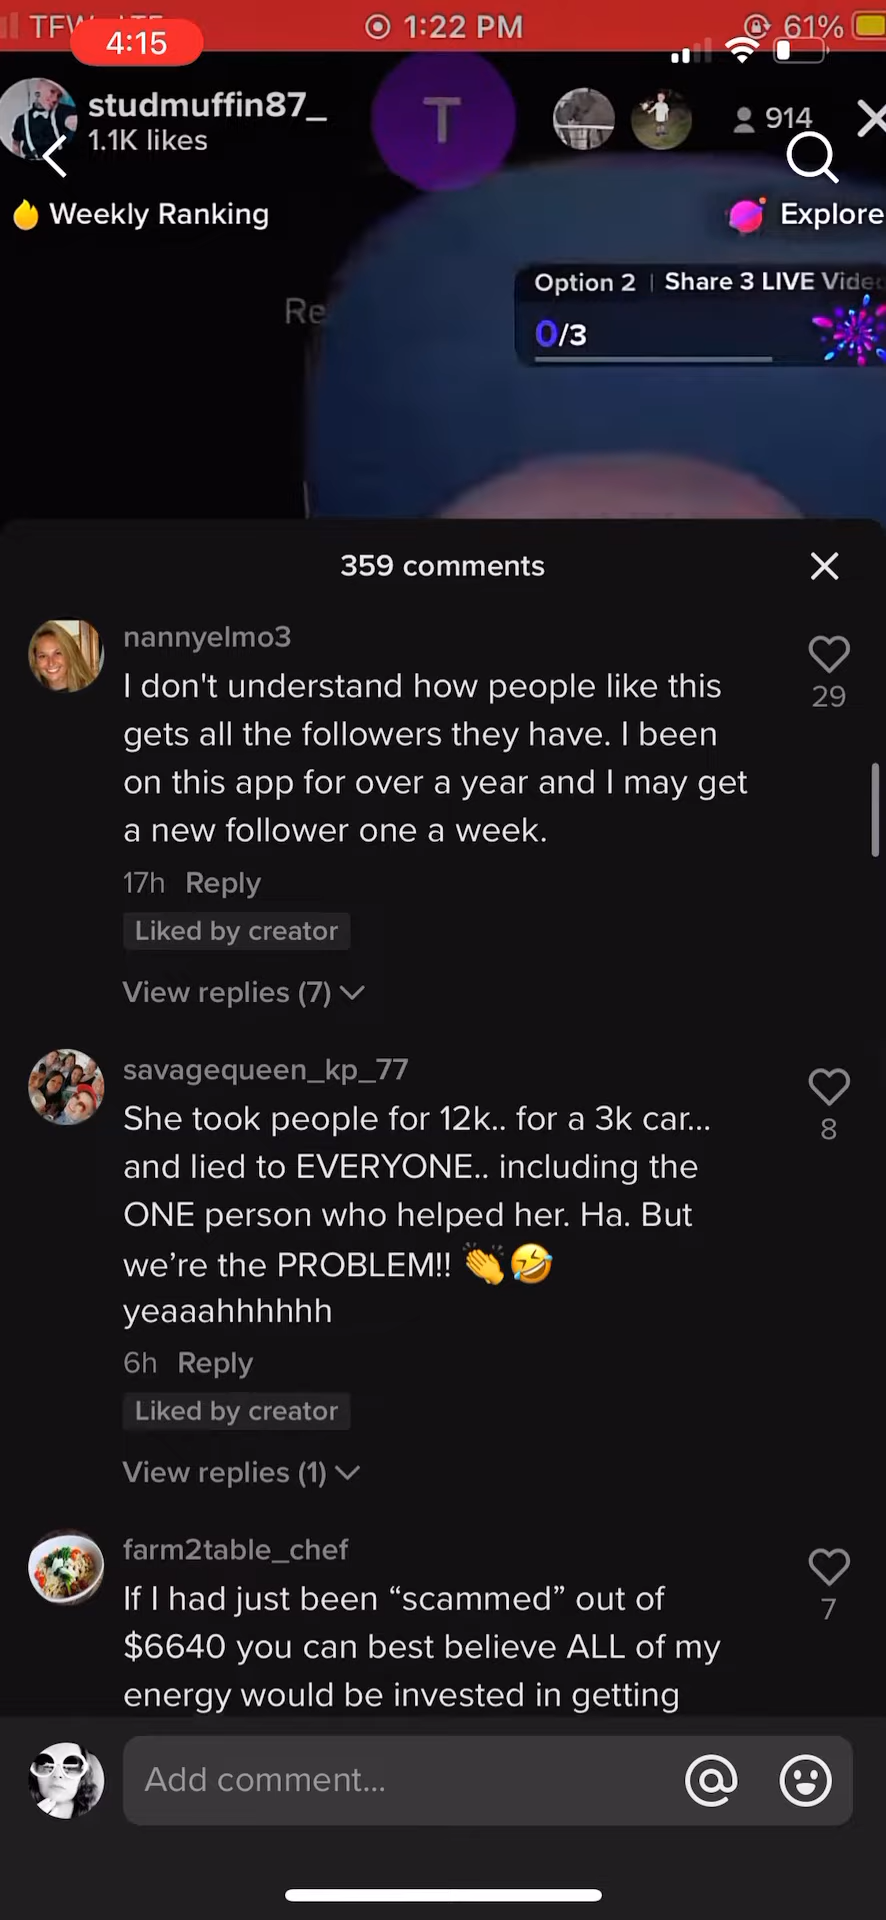 TFW LTE 1:22 PM 61%
4:15
studmuffin87_ T 914
1.1K likes
Weekly Ranking Explore
Option 2 | Share 3 LIVE Vide
Re
0/3
359 comments
nannyelmo3
I don't understand how people like this
gets all the followers they have. I been
on this app for over a year and I may get
a new follower one a week.
29
17h Reply
Liked by creator
View replies (7)
savagequeen_kp_77
She took people for 12k.. for a 3k car...
and lied to EVERYONE.. including the
ONE person who helped her. Ha. But
we're the PROBLEM!! 👏🤣
yeaaahhhhhh
8
6h Reply
Liked by creator
View replies (1)
farm2table_chef
If I had just been “scammed” out of
$6640 you can best believe ALL of my
energy would be invested in getting
7
Add comment...